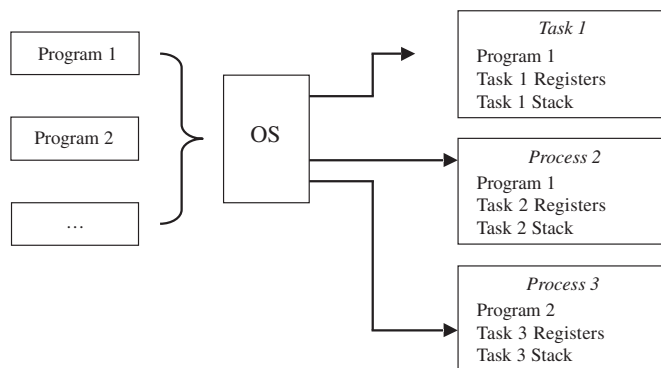 Program 1
Program 2
…
OS
Task 1
Program 1
Task 1 Registers
Task 1 Stack
Process 2
Program 1
Task 2 Registers
Task 2 Stack
Process 3
Program 2
Task 3 Registers
Task 3 Stack